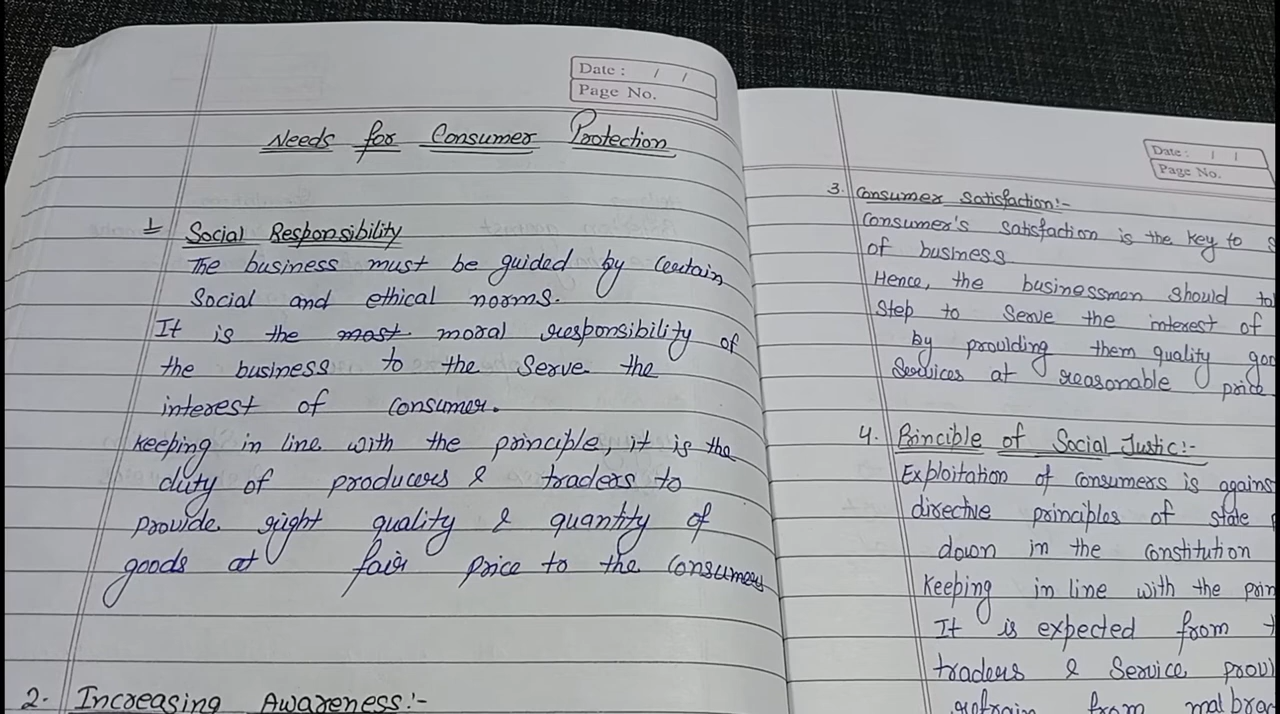 Date : / /
Page No.
Needs for Consumer Protection
1 Social Responsibility
The business must be guided by certain
Social and ethical norms.
It is the most moral responsibility of
the business to the Serve the
interest of consumer.
keeping in line with the principle, it is the
duty of producers & traders to
provide right quality & quantity of
goods at fair price to the consumers
2. Increasing Awareness:-
Date : / /
Page No.
3. Consumer Satisfaction:-
Consumer's satisfaction is the key to
of business
Hence, the businessman should
Step to Serve the interest of
by providing them quality
Services at reasonable price
4. Principle of Social Justic:-
Exploitation of consumers is agains
directive principles of state
down in the constitution
Keeping in line with the
It is expected from
traders & Service
refrain from